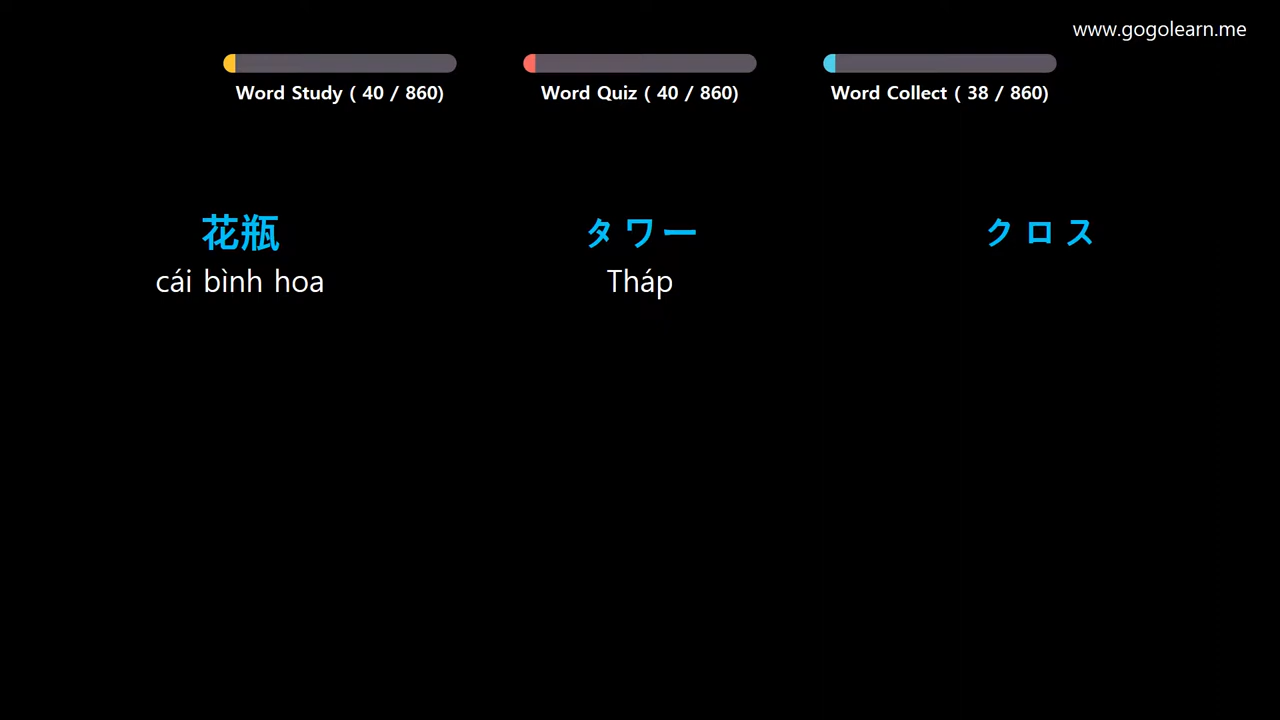 www.gogolearn.me
Word Study ( 40 / 860)
Word Quiz ( 40 / 860)
Word Collect ( 38 / 860)
花瓶
タワー
クロス
cái bình hoa
Tháp